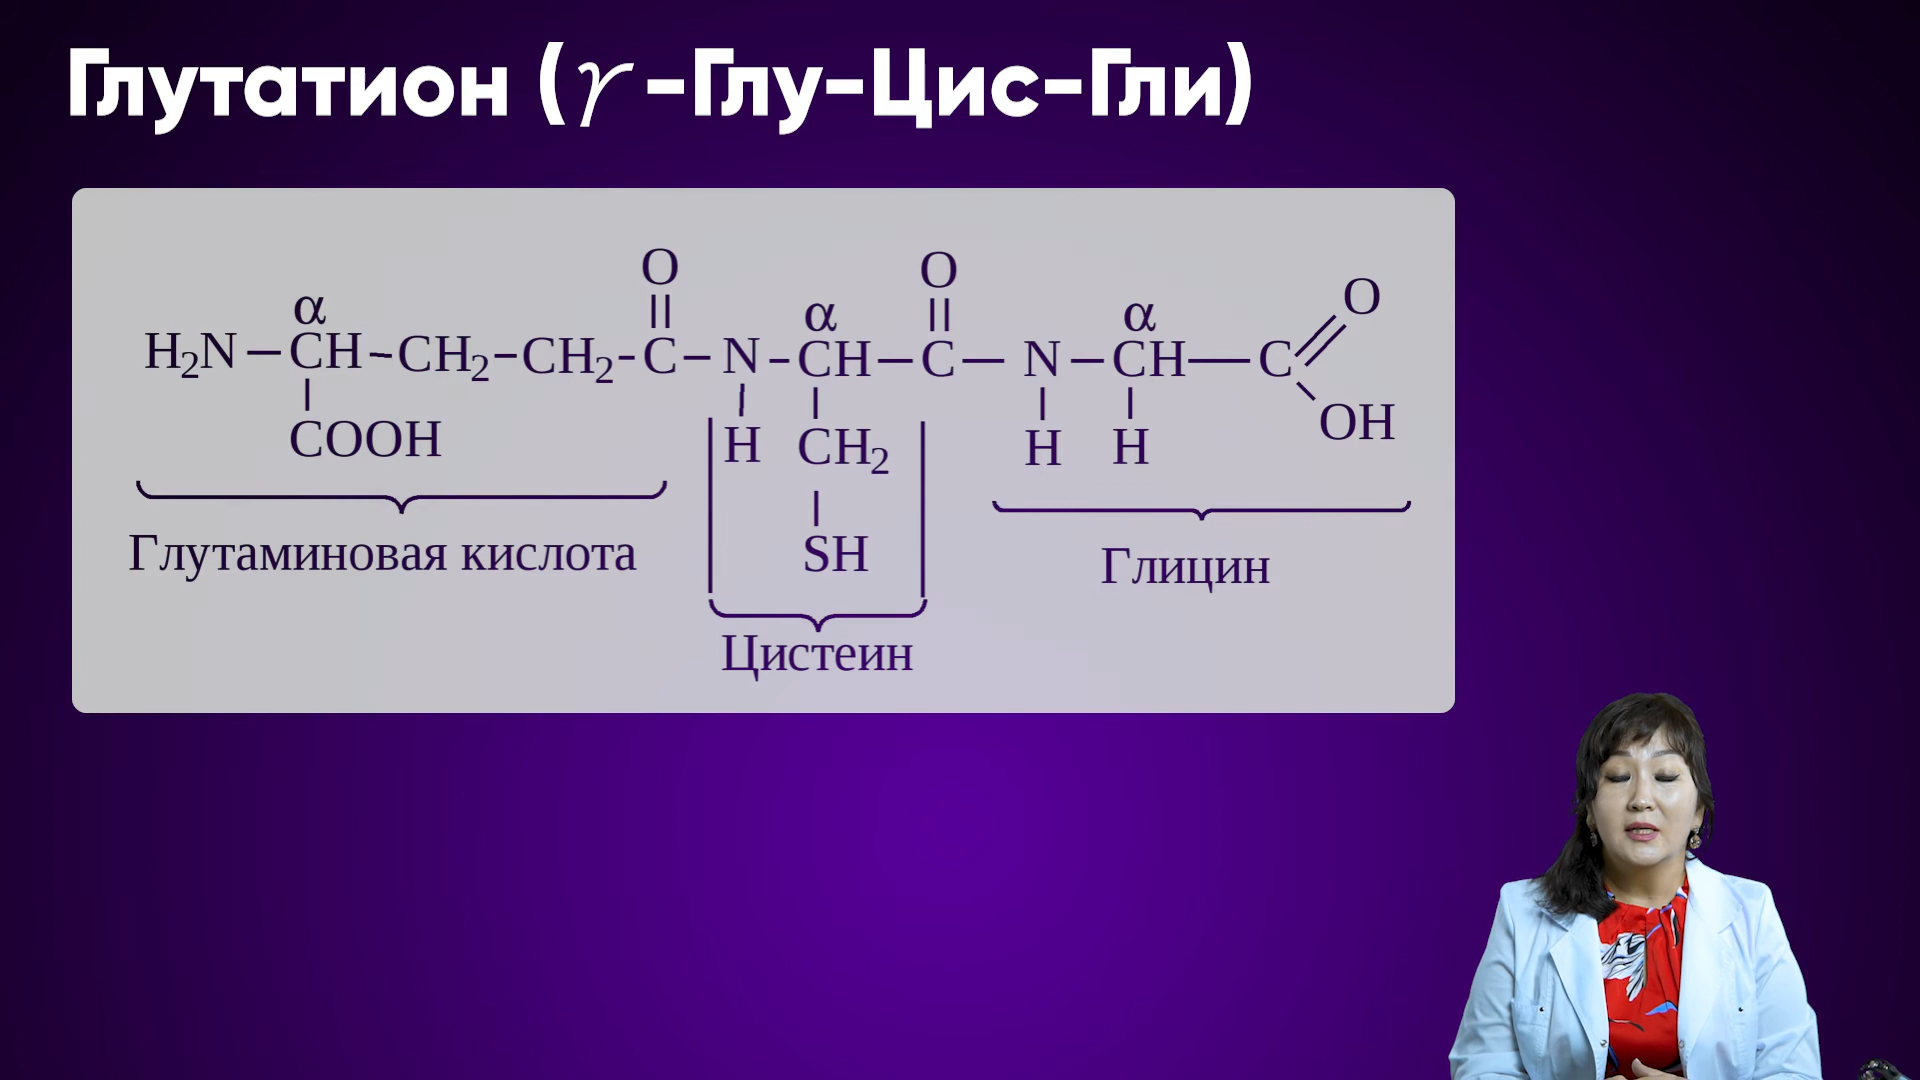 Глутатион (γ-Глу-Цис-Гли)
O O
α α α O
H₂N—CH-CH₂-CH₂-C—N-CH—C—N—CH—C
COOH H CH₂ H H OH
SH
Глутаминовая кислота
Цистеин
Глицин